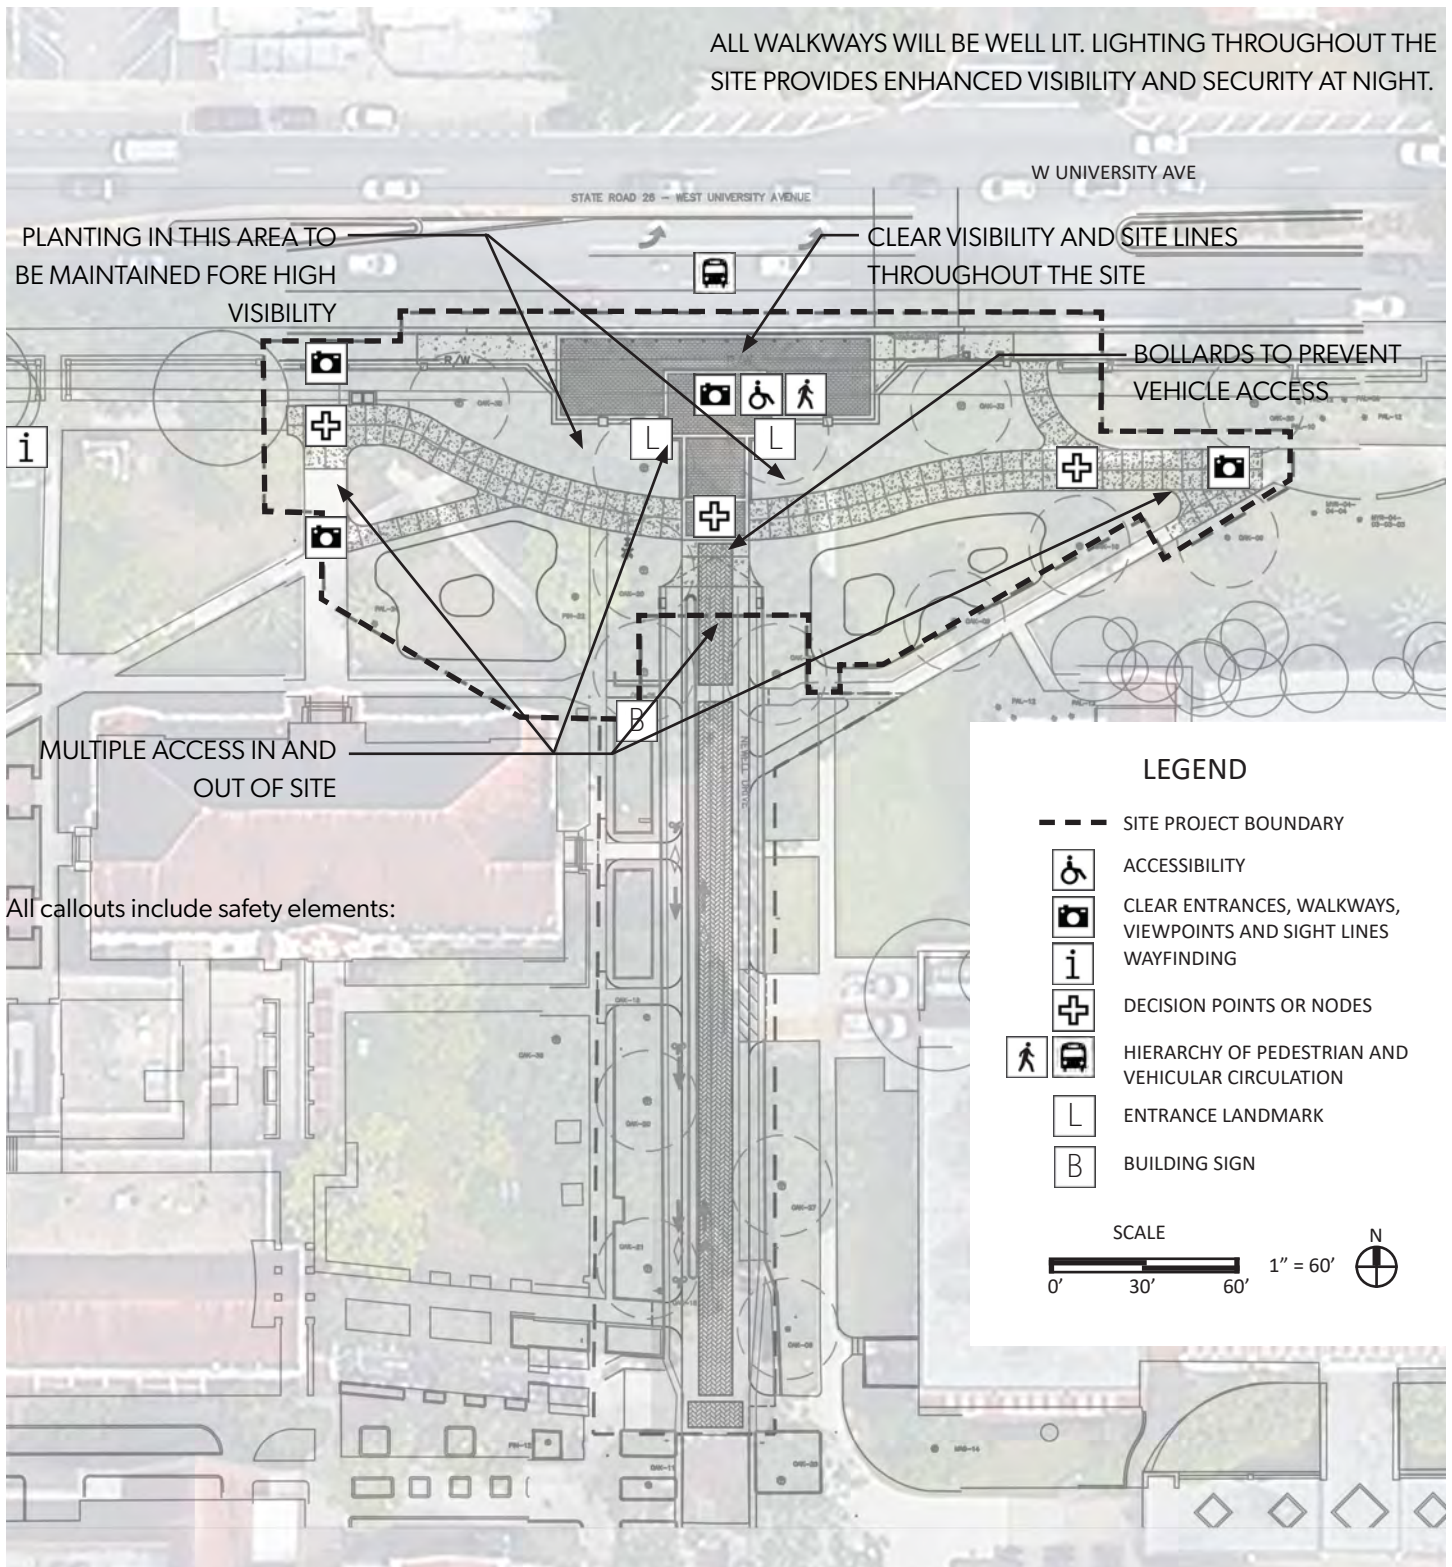 ALL WALKWAYS WILL BE WELL LIT. LIGHTING THROUGHOUT THE
SITE PROVIDES ENHANCED VISIBILITY AND SECURITY AT NIGHT.
W UNIVERSITY AVE
STATE ROAD 26 – WEST UNIVERSITY AVENUE
PLANTING IN THIS AREA TO
BE MAINTAINED FORE HIGH
VISIBILITY
CLEAR VISIBILITY AND SITE LINES
THROUGHOUT THE SITE
R/W
BOLLARDS TO PREVENT
VEHICLE ACCESS
L
L
i
B
MULTIPLE ACCESS IN AND
OUT OF SITE
NEWELL DRIVE
All callouts include safety elements:
LEGEND
SITE PROJECT BOUNDARY
ACCESSIBILITY
CLEAR ENTRANCES, WALKWAYS,
VIEWPOINTS AND SIGHT LINES
i WAYFINDING
DECISION POINTS OR NODES
HIERARCHY OF PEDESTRIAN AND
VEHICULAR CIRCULATION
L ENTRANCE LANDMARK
B BUILDING SIGN
SCALE
0' 30' 60'
1" = 60'
N